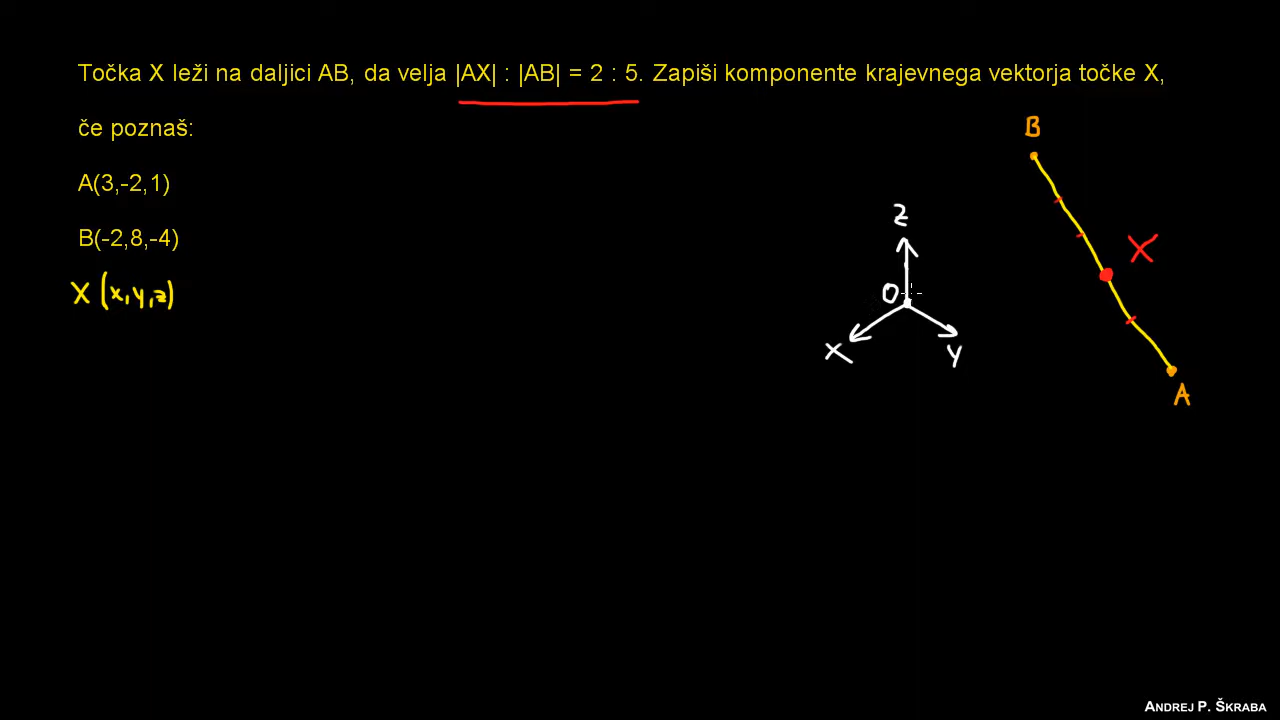 Točka X leži na daljici AB, da velja |AX| : |AB| = 2 : 5. Zapiši komponente krajevnega vektorja točke X,
če poznaš:
A(3,-2,1)
B(-2,8,-4)
X (x,y,z)
B
Z
X
O
X
Y
A
ANDREJ P. ŠKRABA